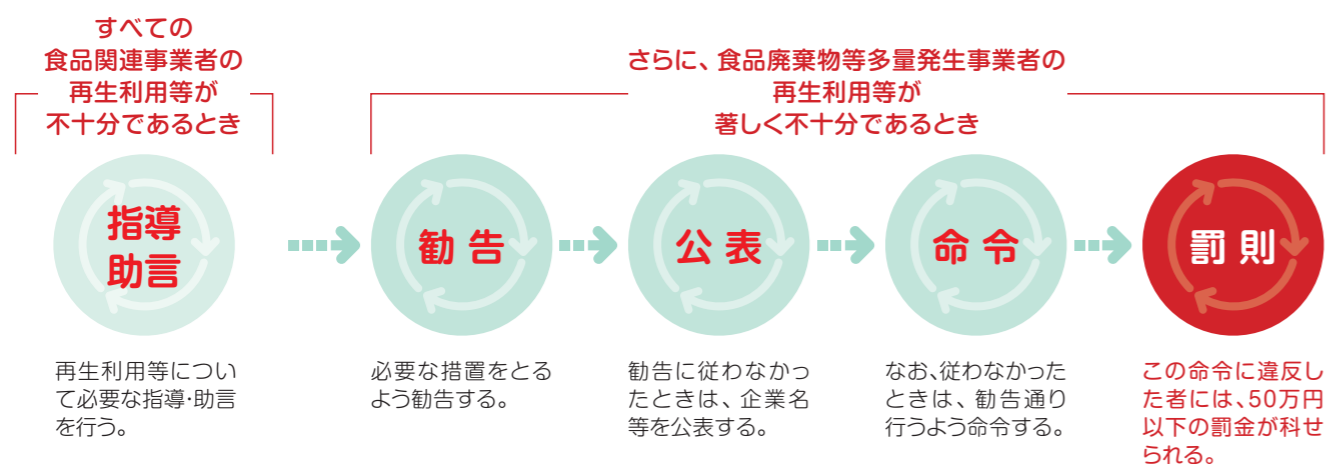 すべての
食品関連事業者の
再生利用等が
不十分であるとき
さらに、食品廃棄物等多量発生事業者の
再生利用等が
著しく不十分であるとき
指導
助言
勧告
公表
命令
罰則
再生利用等につい
て必要な指導・助言
を行う。
必要な措置をとる
よう勧告する。
勧告に従わなかっ
たときは、企業名
等を公表する。
なお、従わなかった
ときは、勧告通り
行うよう命令する。
この命令に違反し
た者には、50万円
以下の罰金が科せ
られる。